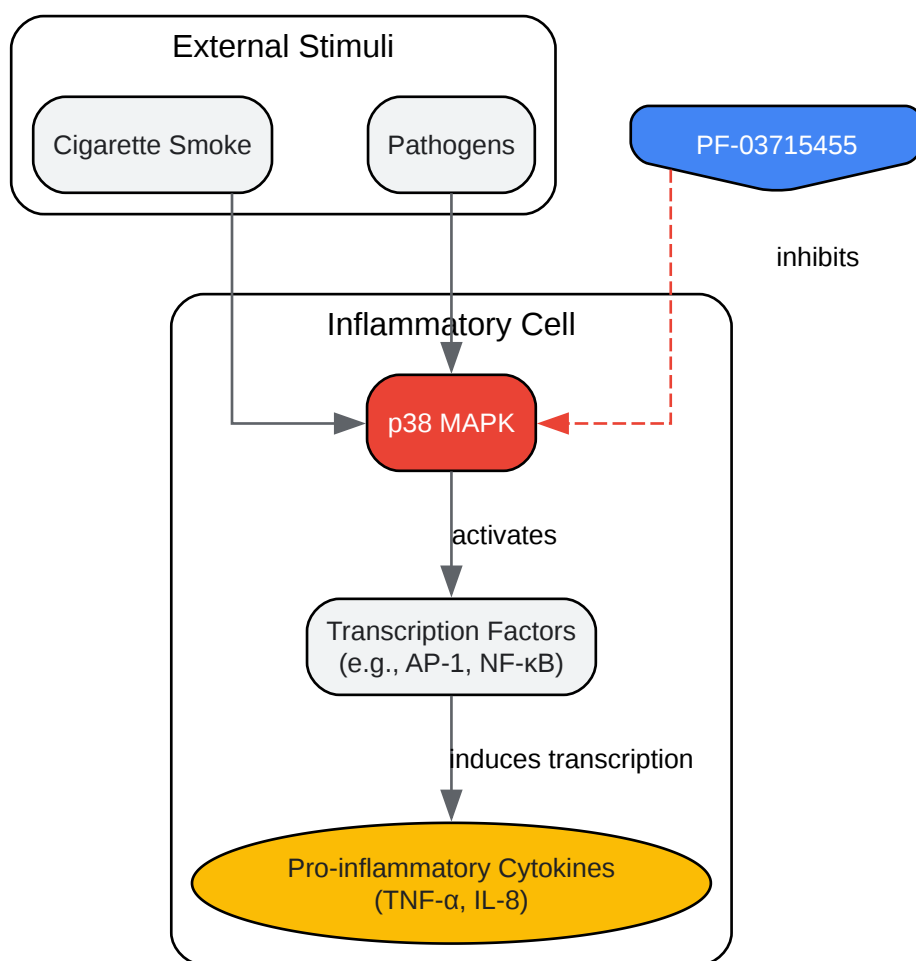 External Stimuli
Cigarette Smoke
Pathogens
PF-03715455
inhibits
Inflammatory Cell
p38 MAPK
activates
Transcription Factors
(e.g., AP-1, NF-κB)
induces transcription
Pro-inflammatory Cytokines
(TNF-α, IL-8)